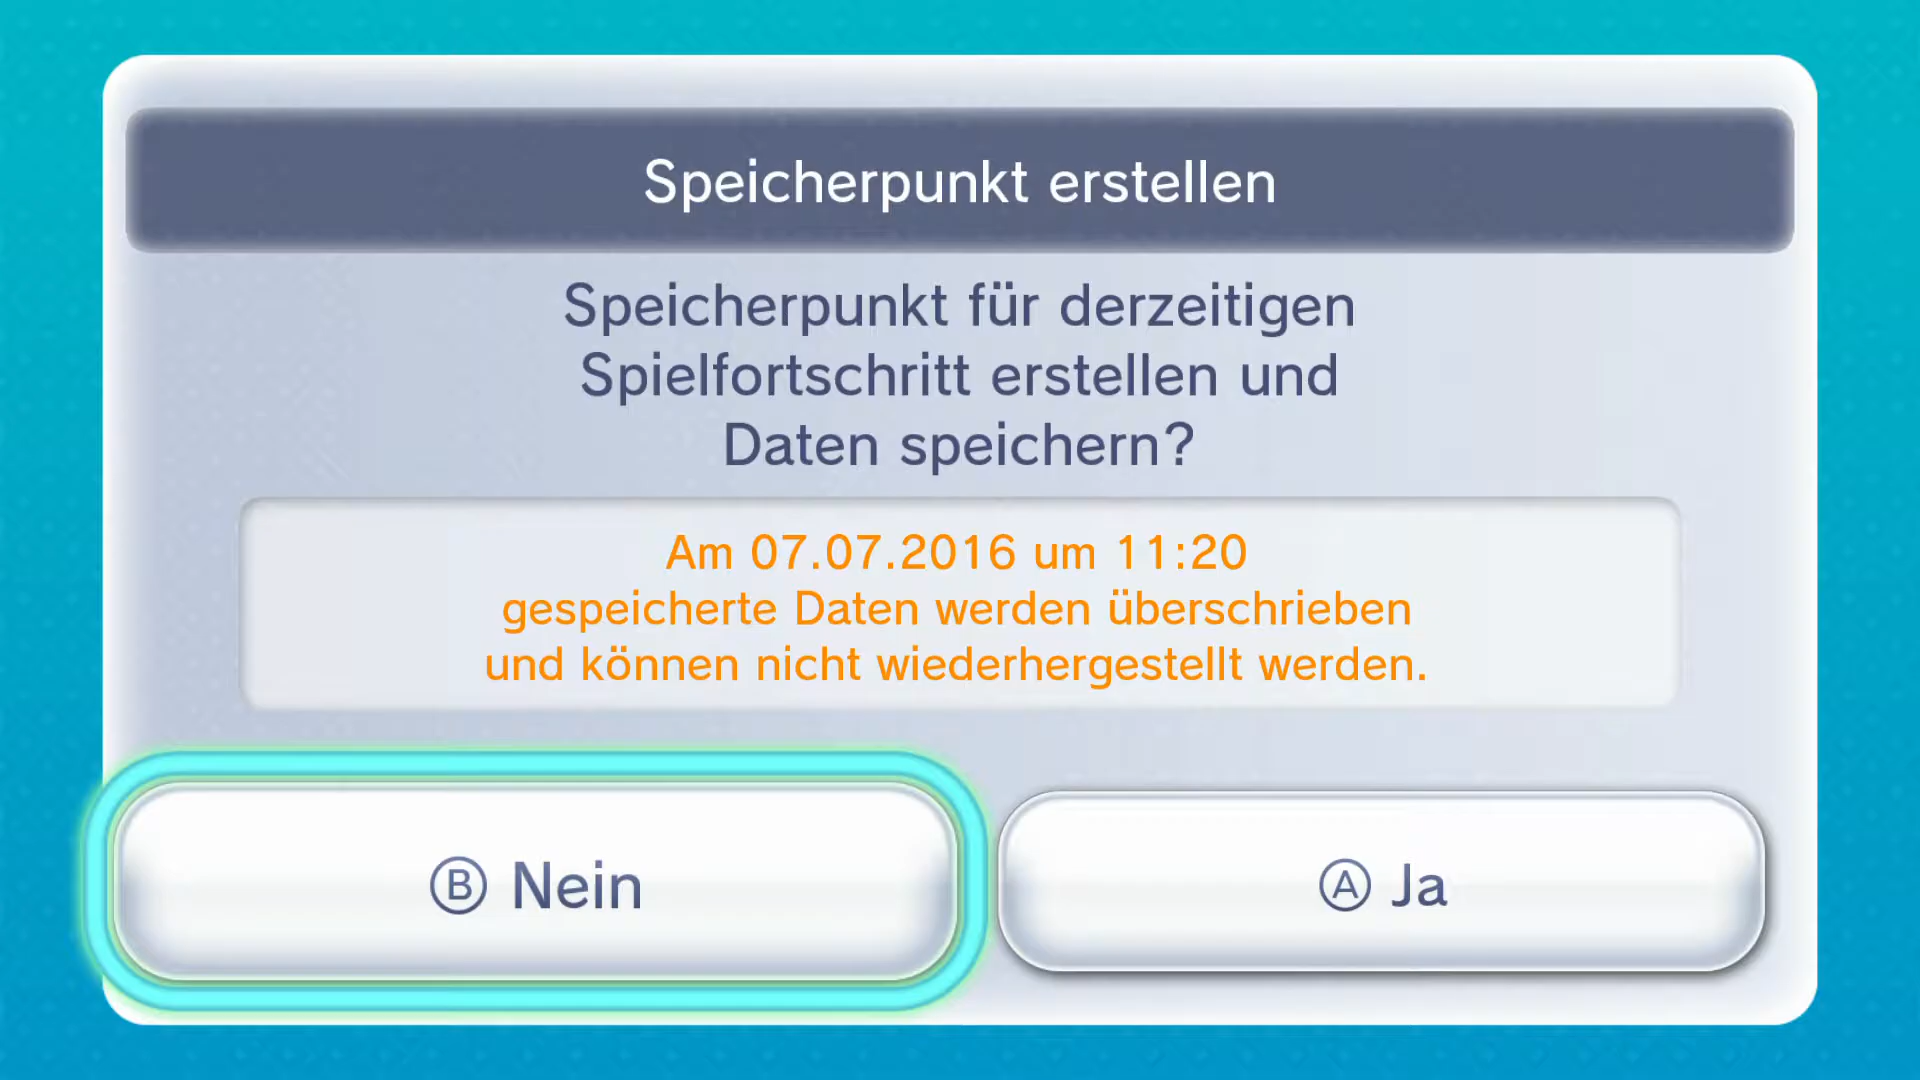 Speicherpunkt erstellen
Speicherpunkt für derzeitigen
Spielfortschritt erstellen und
Daten speichern?
Am 07.07.2016 um 11:20
gespeicherte Daten werden überschrieben
und können nicht wiederhergestellt werden.
Ⓑ Nein
Ⓐ Ja